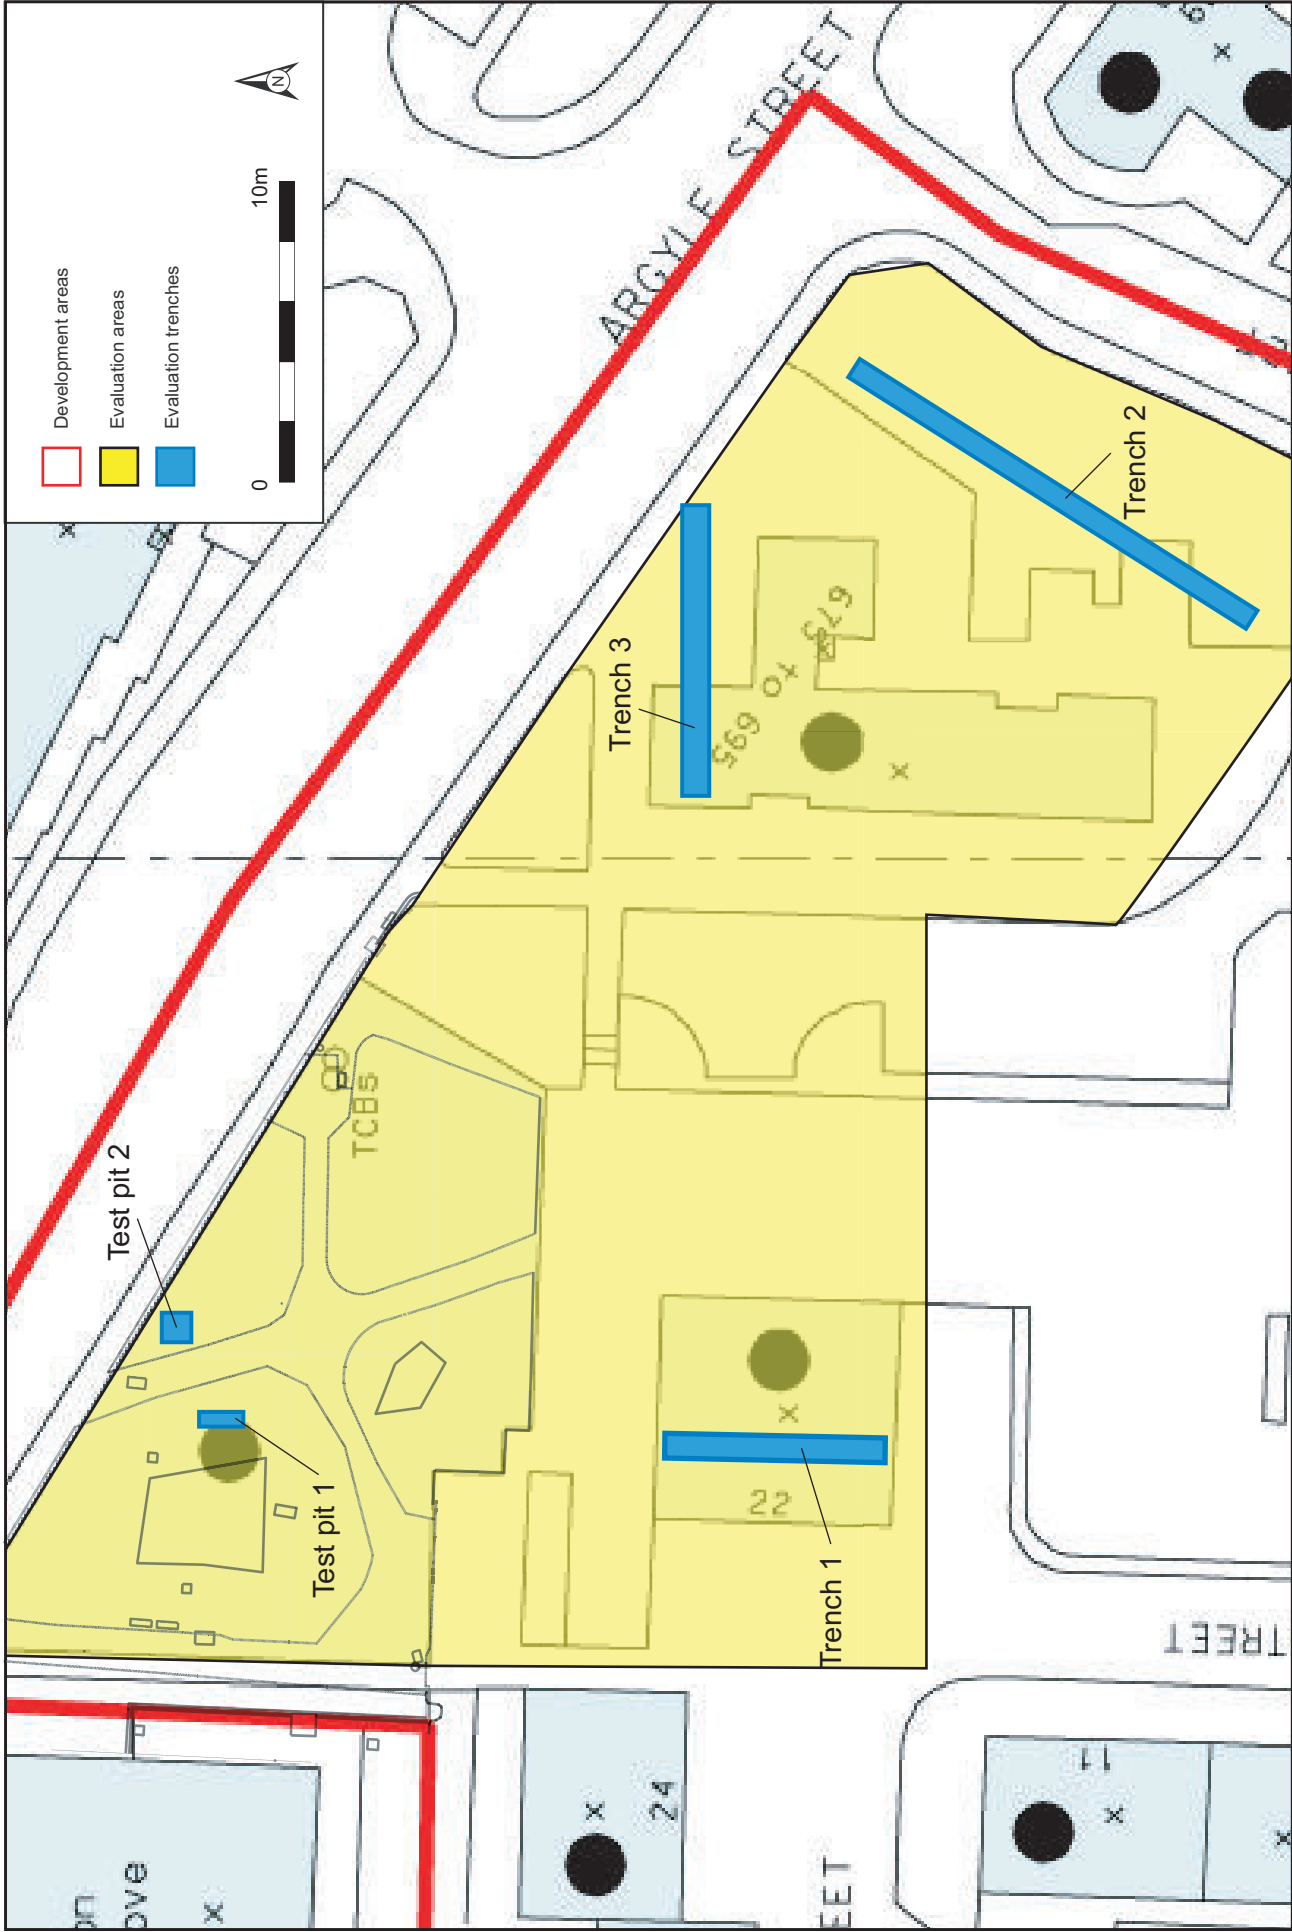 Development areas
Evaluation areas
Evaluation trenches
0 10m
N
ARGYLE STREET
Test pit 2
Test pit 1
TCBs
Trench 3
Trench 2
Trench 1
695
TO
673
22
24
11
TREET
EET
on
ove